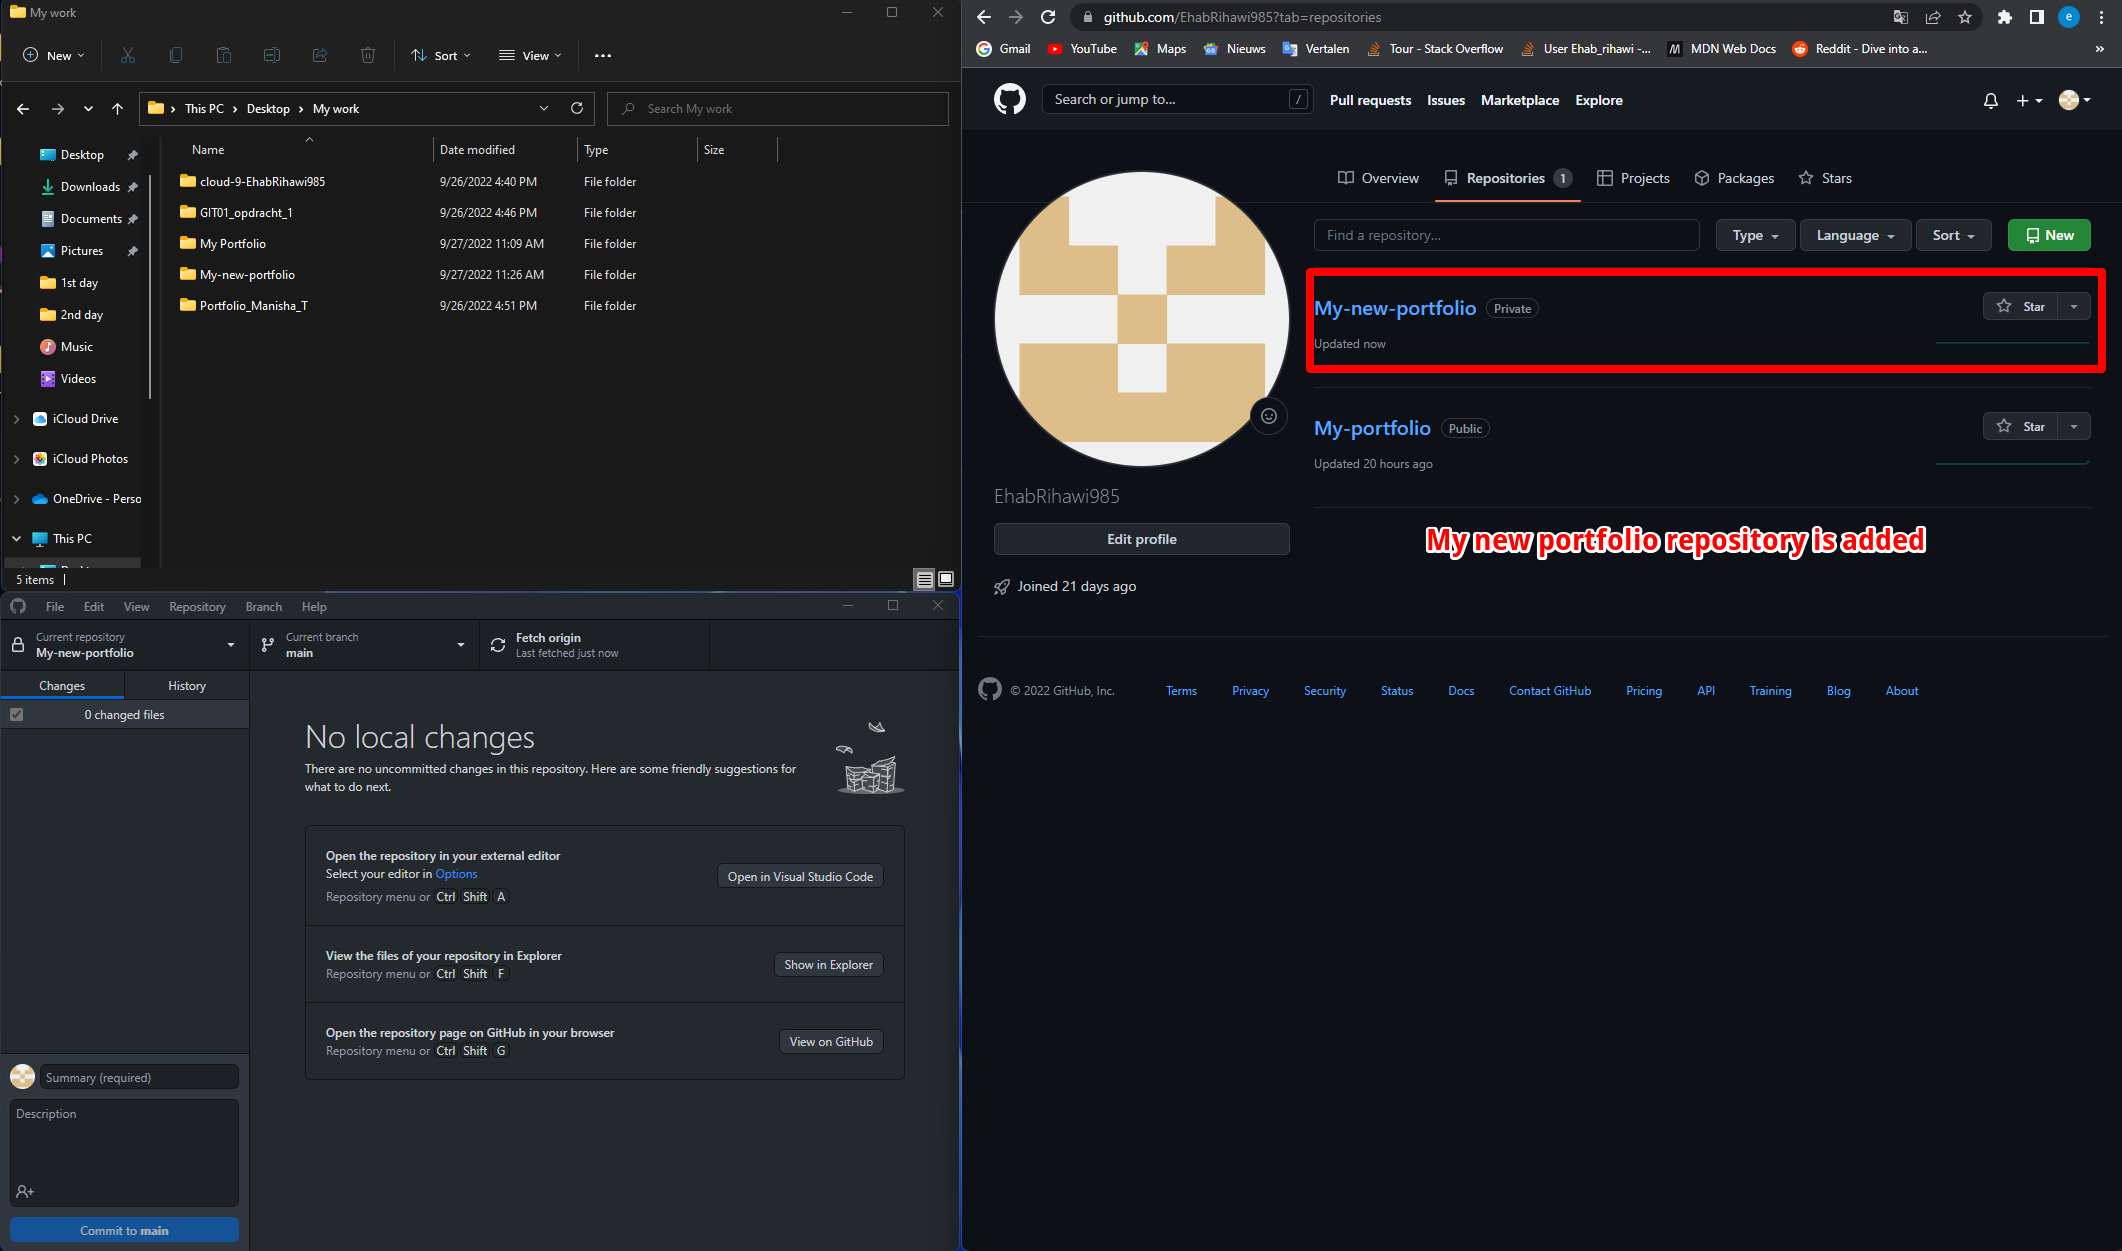 My work
New
Sort
View
This PC > Desktop > My work
Search My work
Name Date modified Type Size
cloud-9-EhabRihawi985 9/26/2022 4:40 PM File folder
GIT01_opdracht_1 9/26/2022 4:46 PM File folder
My Portfolio 9/27/2022 11:09 AM File folder
My-new-portfolio 9/27/2022 11:26 AM File folder
Portfolio_Manisha_T 9/26/2022 4:51 PM File folder
Desktop
Downloads
Documents
Pictures
1st day
2nd day
Music
Videos
iCloud Drive
iCloud Photos
OneDrive - Perso
This PC
5 items
File Edit View Repository Branch Help
Current repository
My-new-portfolio
Current branch
main
Fetch origin
Last fetched just now
Changes History
0 changed files
No local changes
There are no uncommitted changes in this repository. Here are some friendly suggestions for
what to do next.
Open the repository in your external editor
Select your editor in Options
Repository menu or Ctrl Shift A
Open in Visual Studio Code
View the files of your repository in Explorer
Repository menu or Ctrl Shift F
Show in Explorer
Open the repository page on GitHub in your browser
Repository menu or Ctrl Shift G
View on GitHub
Summary (required)
Description
Commit to main
github.com/EhabRihawi985?tab=repositories
e
Gmail YouTube Maps Nieuws Vertalen Tour - Stack Overflow User Ehab_rihawi -... MDN Web Docs Reddit - Dive into a... »
Search or jump to... /
Pull requests Issues Marketplace Explore
Overview Repositories 1 Projects Packages Stars
Find a repository...
Type Language Sort New
My-new-portfolio Private
Star
Updated now
My-portfolio Public
Star
Updated 20 hours ago
My new portfolio repository is added
EhabRihawi985
Edit profile
Joined 21 days ago
© 2022 GitHub, Inc. Terms Privacy Security Status Docs Contact GitHub Pricing API Training Blog About